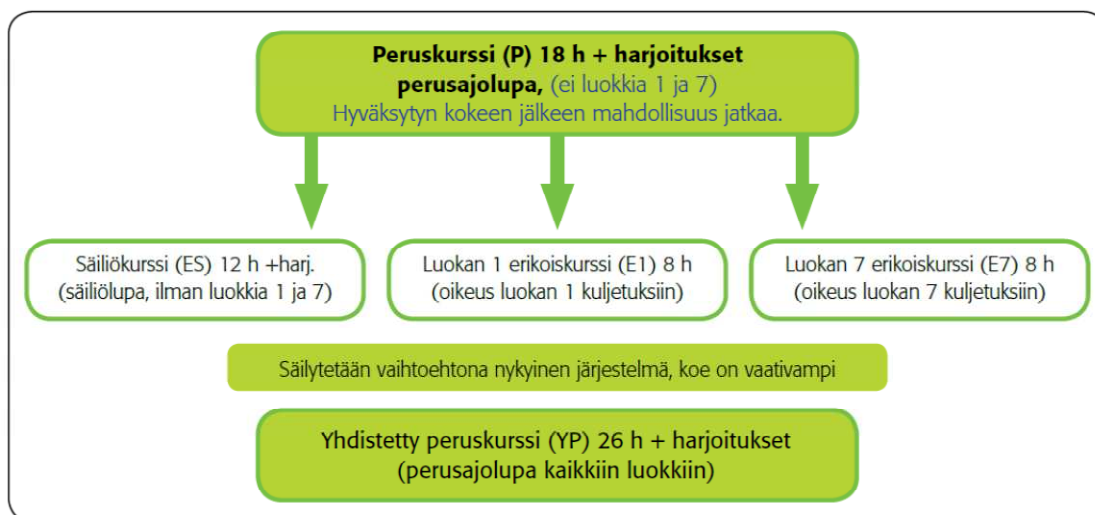 Peruskurssi (P) 18 h + harjoitukset
perusajolupa, (ei luokkia 1 ja 7)
Hyväksytyn kokeen jälkeen mahdollisuus jatkaa.
Säiliökurssi (ES) 12 h +harj.
(säiliölupa, ilman luokkia 1 ja 7)
Luokan 1 erikoiskurssi (E1) 8 h
(oikeus luokan 1 kuljetuksiin)
Luokan 7 erikoiskurssi (E7) 8 h
(oikeus luokan 7 kuljetuksiin)
Säilytetään vaihtoehtona nykyinen järjestelmä, koe on vaativampi
Yhdistetty peruskurssi (YP) 26 h + harjoitukset
(perusajolupa kaikkiin luokkiin)